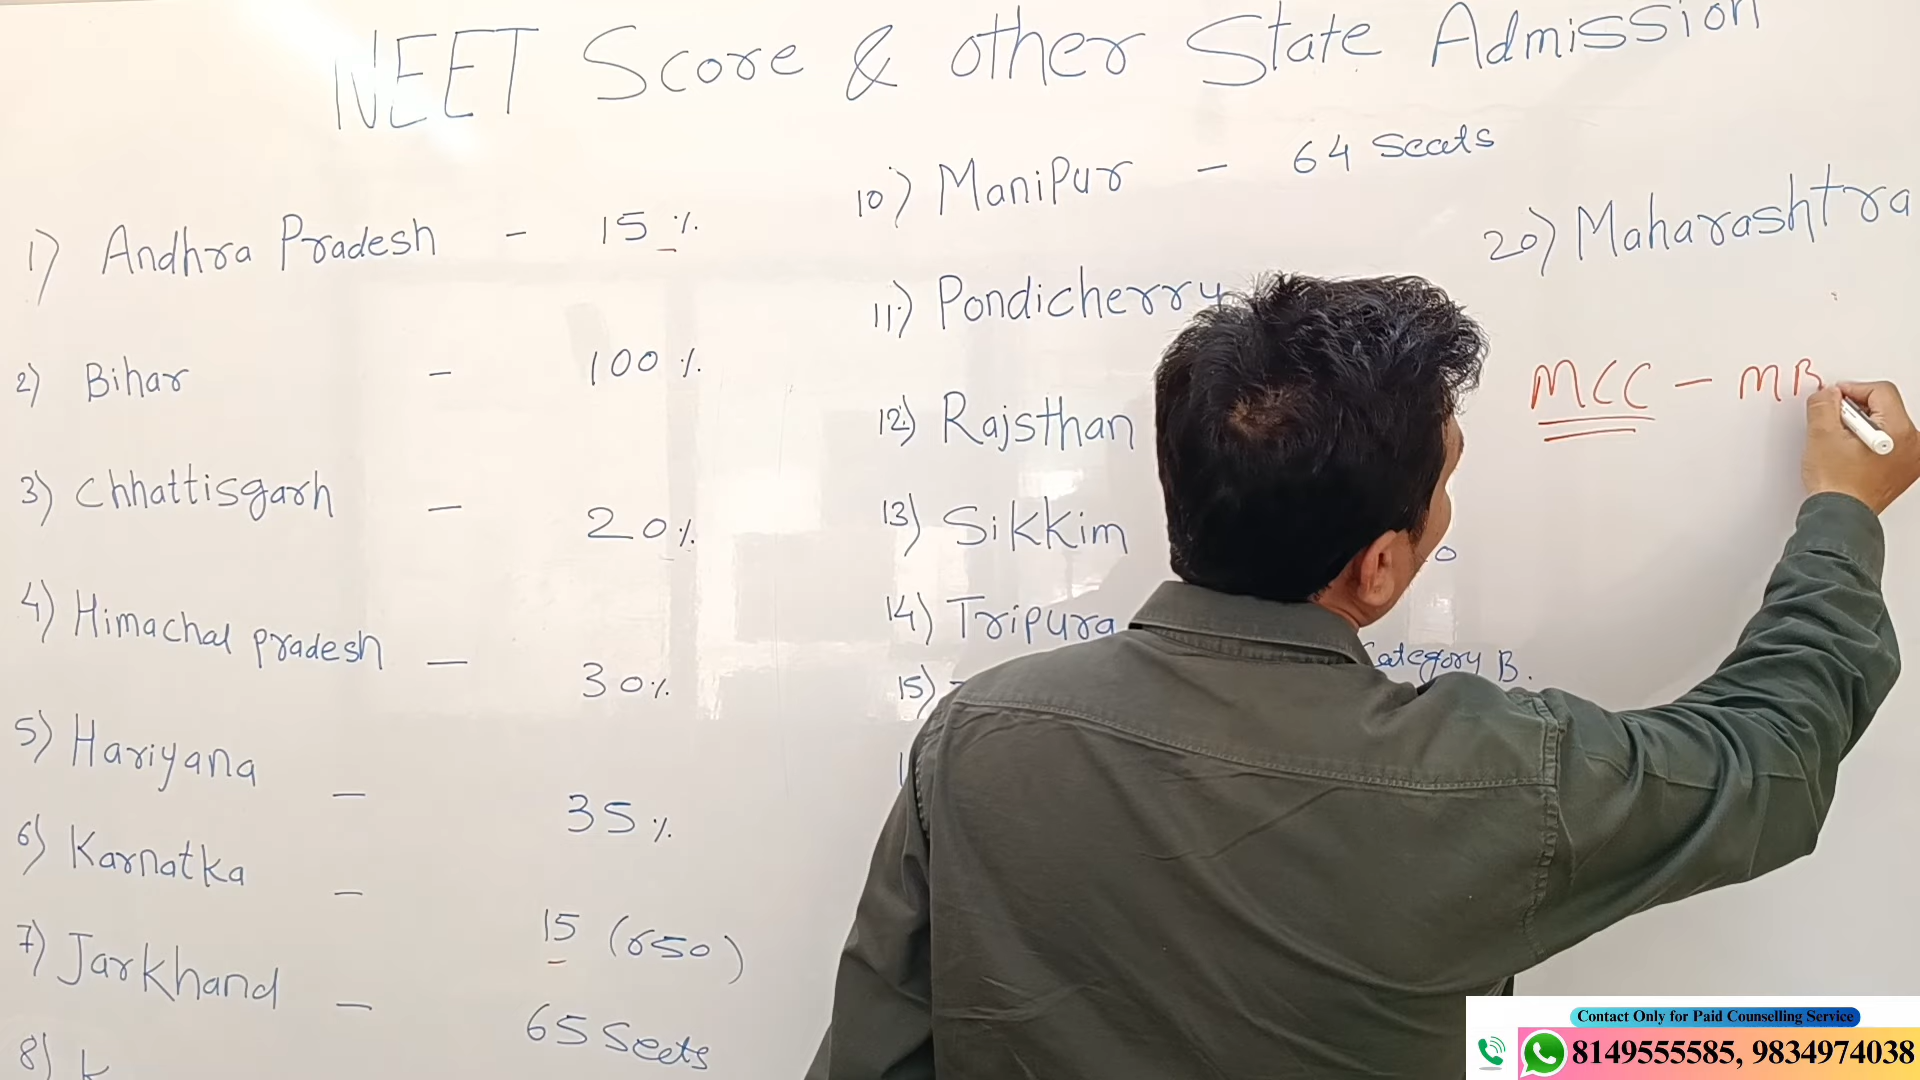 NEET Score & other State Admission
1) Andhra Pradesh - 15 %
2) Bihar - 100 %
3) Chhattisgarh - 20 %
4) Himachal pradesh - 30 %
5) Hariyana - 35 %
6) Karnatka - 15 (650)
7) Jarkhand - 65 Seets
8) K
10) Manipur - 64 Seats
11) Pondicherry
12) Rajsthan
13) Sikkim
14) Tripura
15)
Category B.
20) Maharashtra
MCC - MB
Contact Only for Paid Counselling Service
8149555585, 9834974038